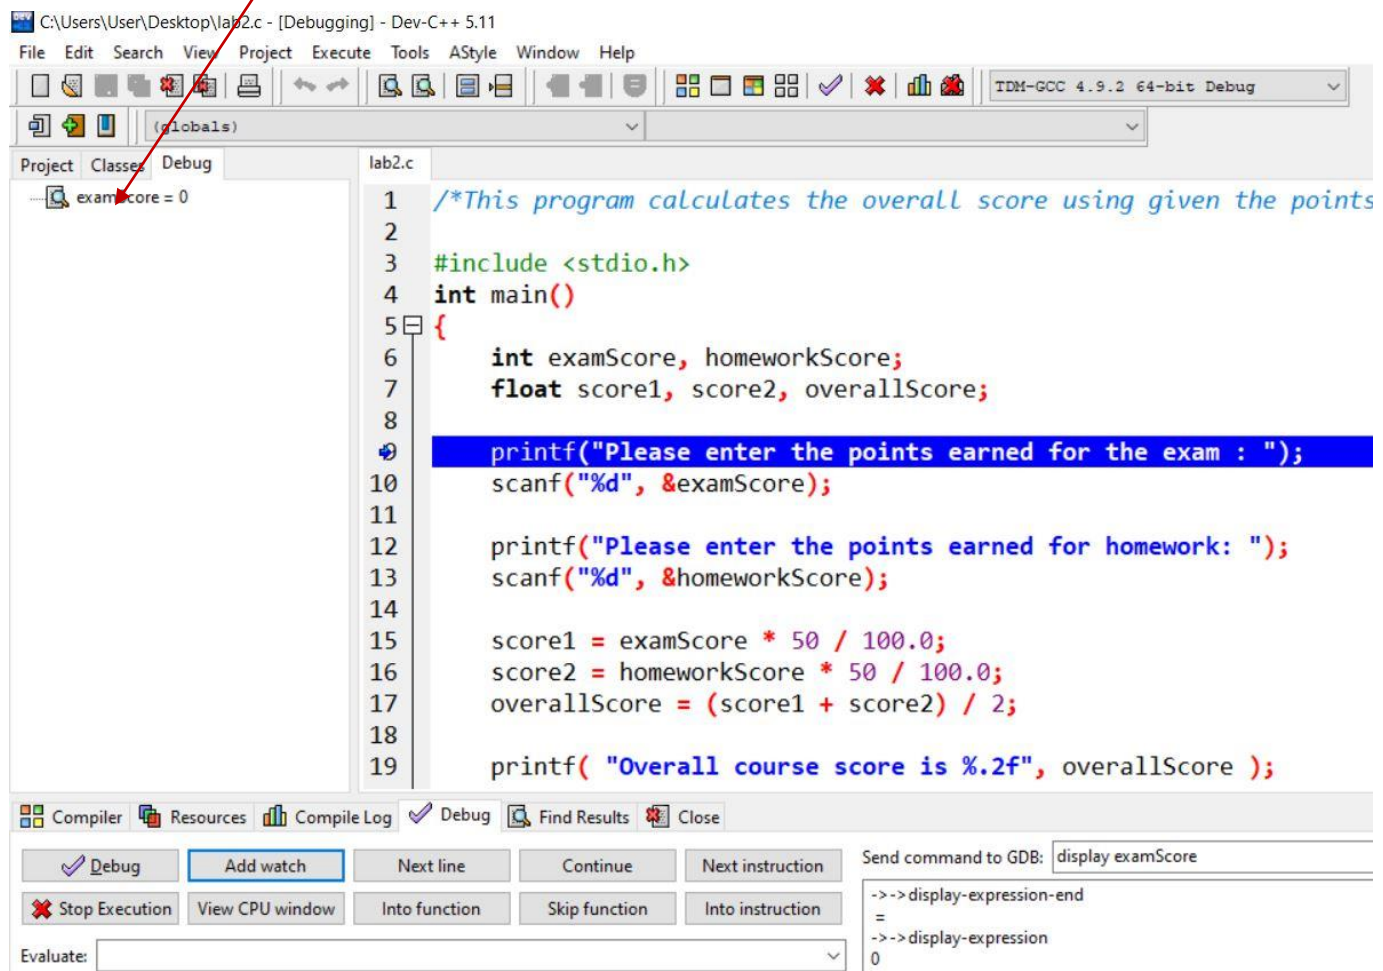 C:\Users\User\Desktop\lab2.c - [Debugging] - Dev-C++ 5.11
File Edit Search View Project Execute Tools AStyle Window Help
TDM-GCC 4.9.2 64-bit Debug
(globals)
Project Classes Debug
lab2.c
examScore = 0
1 /*This program calculates the overall score using given the points
2
3 #include <stdio.h>
4 int main()
5 {
6 int examScore, homeworkScore;
7 float score1, score2, overallScore;
8
9 printf("Please enter the points earned for the exam : ");
10 scanf("%d", &examScore);
11
12 printf("Please enter the points earned for homework: ");
13 scanf("%d", &homeworkScore);
14
15 score1 = examScore * 50 / 100.0;
16 score2 = homeworkScore * 50 / 100.0;
17 overallScore = (score1 + score2) / 2;
18
19 printf( "Overall course score is %.2f", overallScore );
Compiler Resources Compile Log Debug Find Results Close
Debug Add watch Next line Continue Next instruction
Send command to GDB: display examScore
Stop Execution View CPU window Into function Skip function Into instruction
->->display-expression-end
=
->->display-expression
0
Evaluate: